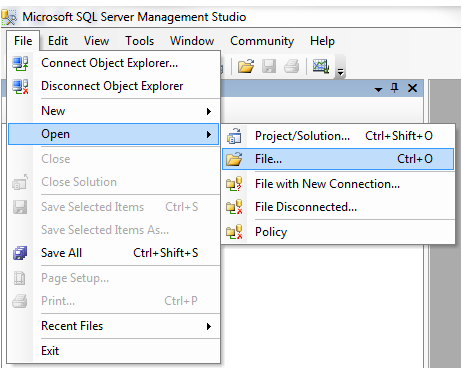 Microsoft SQL Server Management Studio
File Edit View Tools Window Community Help
Connect Object Explorer...
Disconnect Object Explorer
New
Open
Close
Close Solution
Save Selected Items Ctrl+S
Save Selected Items As...
Save All Ctrl+Shift+S
Page Setup...
Print... Ctrl+P
Recent Files
Exit
Project/Solution... Ctrl+Shift+O
File... Ctrl+O
File with New Connection...
File Disconnected...
Policy